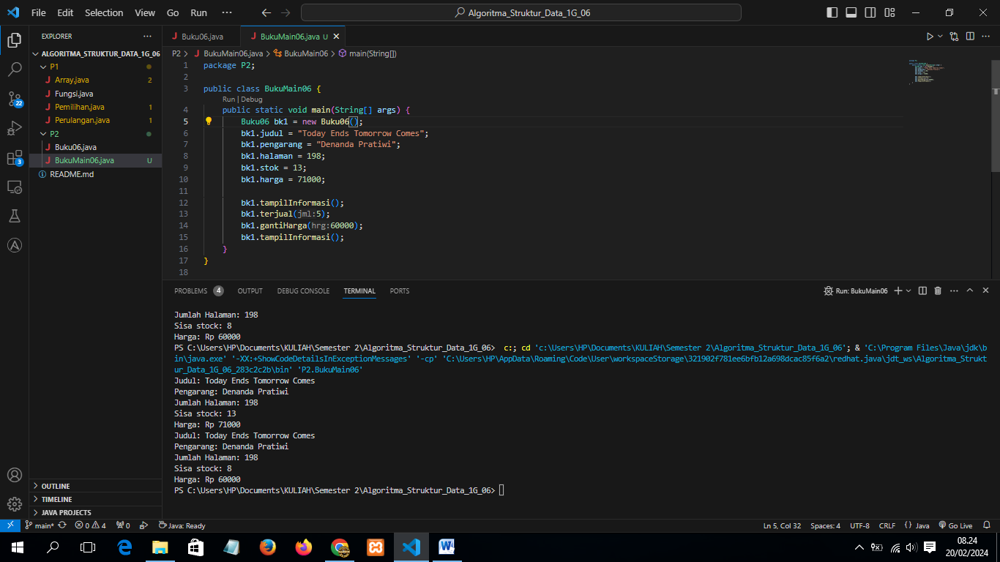 File Edit Selection View Go Run ··· Algoritma_Struktur_Data_1G_06
EXPLORER ···
ALGORITMA_STRUKTUR_DATA_1G_06
P1
Array.java 2
Fungsi.java
Pemilihan.java 1
Perulangan.java 1
P2
Buku06.java
BukuMain06.java U
README.md
OUTLINE
TIMELINE
JAVA PROJECTS
22
3
Buku06.java BukuMain06.java U
P2 > BukuMain06.java > BukuMain06 > main(String[])
1 package P2;
2
3 public class BukuMain06 {
Run | Debug
4 public static void main(String[] args) {
5 Buku06 bk1 = new Buku06();
6 bk1.judul = "Today Ends Tomorrow Comes";
7 bk1.pengarang = "Denanda Pratiwi";
8 bk1.halaman = 198;
9 bk1.stok = 13;
10 bk1.harga = 71000;
11
12 bk1.tampilInformasi();
13 bk1.terjual(jml:5);
14 bk1.gantiHarga(hrg:60000);
15 bk1.tampilInformasi();
16 }
17 }
18
PROBLEMS 4 OUTPUT DEBUG CONSOLE TERMINAL PORTS Run: BukuMain06
Jumlah Halaman: 198
Sisa stock: 8
Harga: Rp 60000
PS C:\Users\HP\Documents\KULIAH\Semester 2\Algoritma_Struktur_Data_1G_06> c:; cd 'c:\Users\HP\Documents\KULIAH\Semester 2\Algoritma_Struktur_Data_1G_06'; & 'C:\Program Files\Java\jdk\b
in\java.exe' '-XX:+ShowCodeDetailsInExceptionMessages' '-cp' 'C:\Users\HP\AppData\Roaming\Code\User\workspaceStorage\321902f781ee6bfb12a698dcac85f6a2\redhat.java\jdt_ws\Algoritma_Strukt
ur_Data_1G_06_283c2c2b\bin' 'P2.BukuMain06'
Judul: Today Ends Tomorrow Comes
Pengarang: Denanda Pratiwi
Jumlah Halaman: 198
Sisa stock: 13
Harga: Rp 71000
Judul: Today Ends Tomorrow Comes
Pengarang: Denanda Pratiwi
Jumlah Halaman: 198
Sisa stock: 8
Harga: Rp 60000
PS C:\Users\HP\Documents\KULIAH\Semester 2\Algoritma_Struktur_Data_1G_06>
main* 0 4 0 Java: Ready Ln 5, Col 32 Spaces: 4 UTF-8 CRLF {} Java Go Live
08.24
20/02/2024